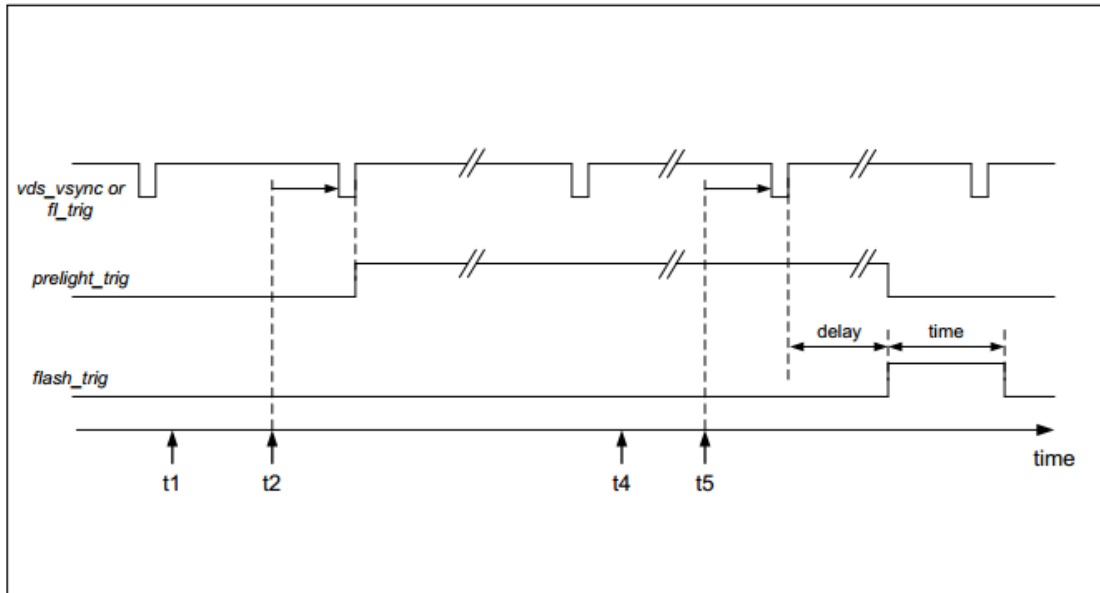 vds_vsync or
fl_trig
prelight_trig
delay
time
flash_trig
time
t1
t2
t4
t5